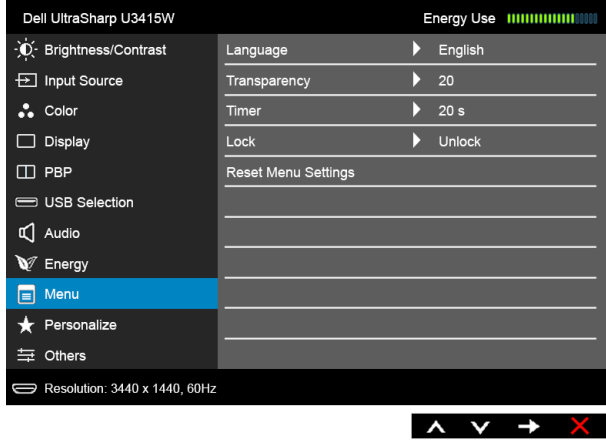 Dell UltraSharp U3415W Energy Use
Brightness/Contrast Language English
Input Source Transparency 20
Color Timer 20 s
Display Lock Unlock
PBP Reset Menu Settings
USB Selection
Audio
Energy
Menu
Personalize
Others
Resolution: 3440 x 1440, 60Hz